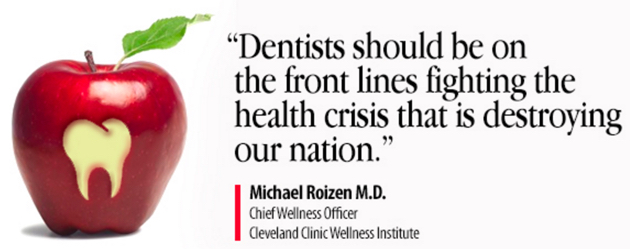 “Dentists should be on
the front lines fighting the
health crisis that is destroying
our nation.”
Michael Roizen M.D.
Chief Wellness Officer
Cleveland Clinic Wellness Institute